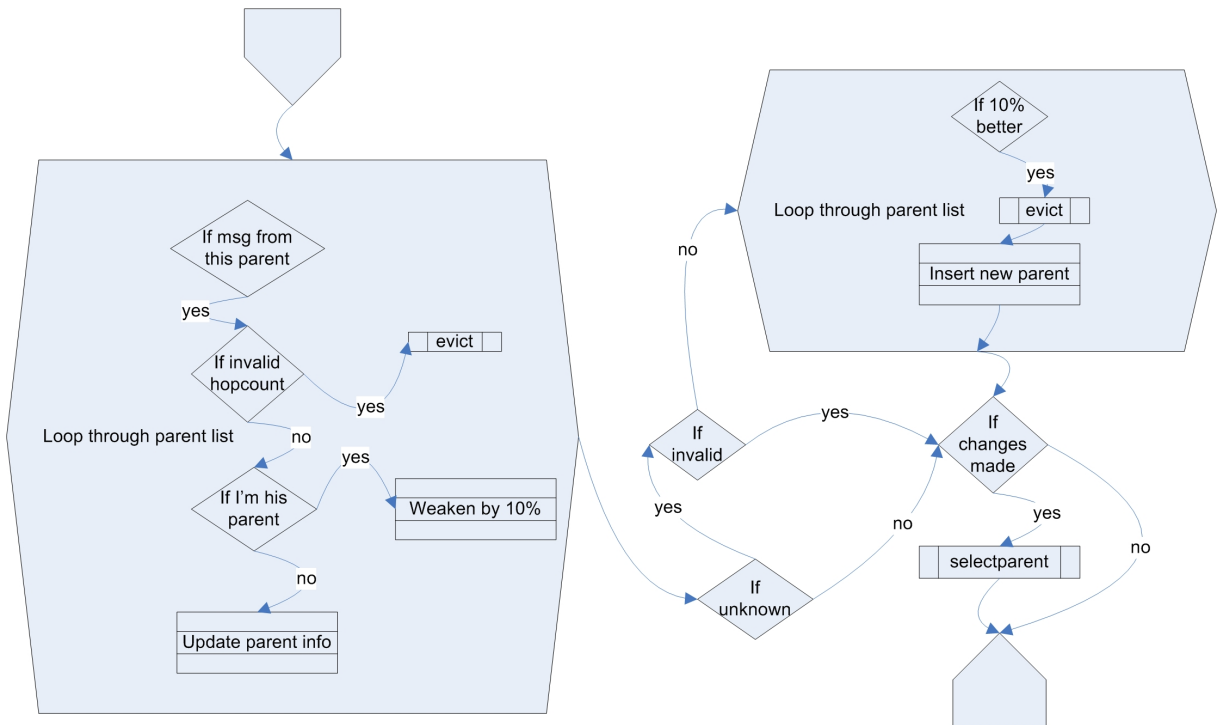 If msg from
this parent
yes
If invalid
hopcount
evict
yes
Loop through parent list
no
yes
If I'm his
parent
Weaken by 10%
no
Update parent info
If
unknown
yes
no
If
invalid
no
yes
Loop through parent list
If 10%
better
yes
evict
Insert new parent
If
changes
made
yes
no
selectparent